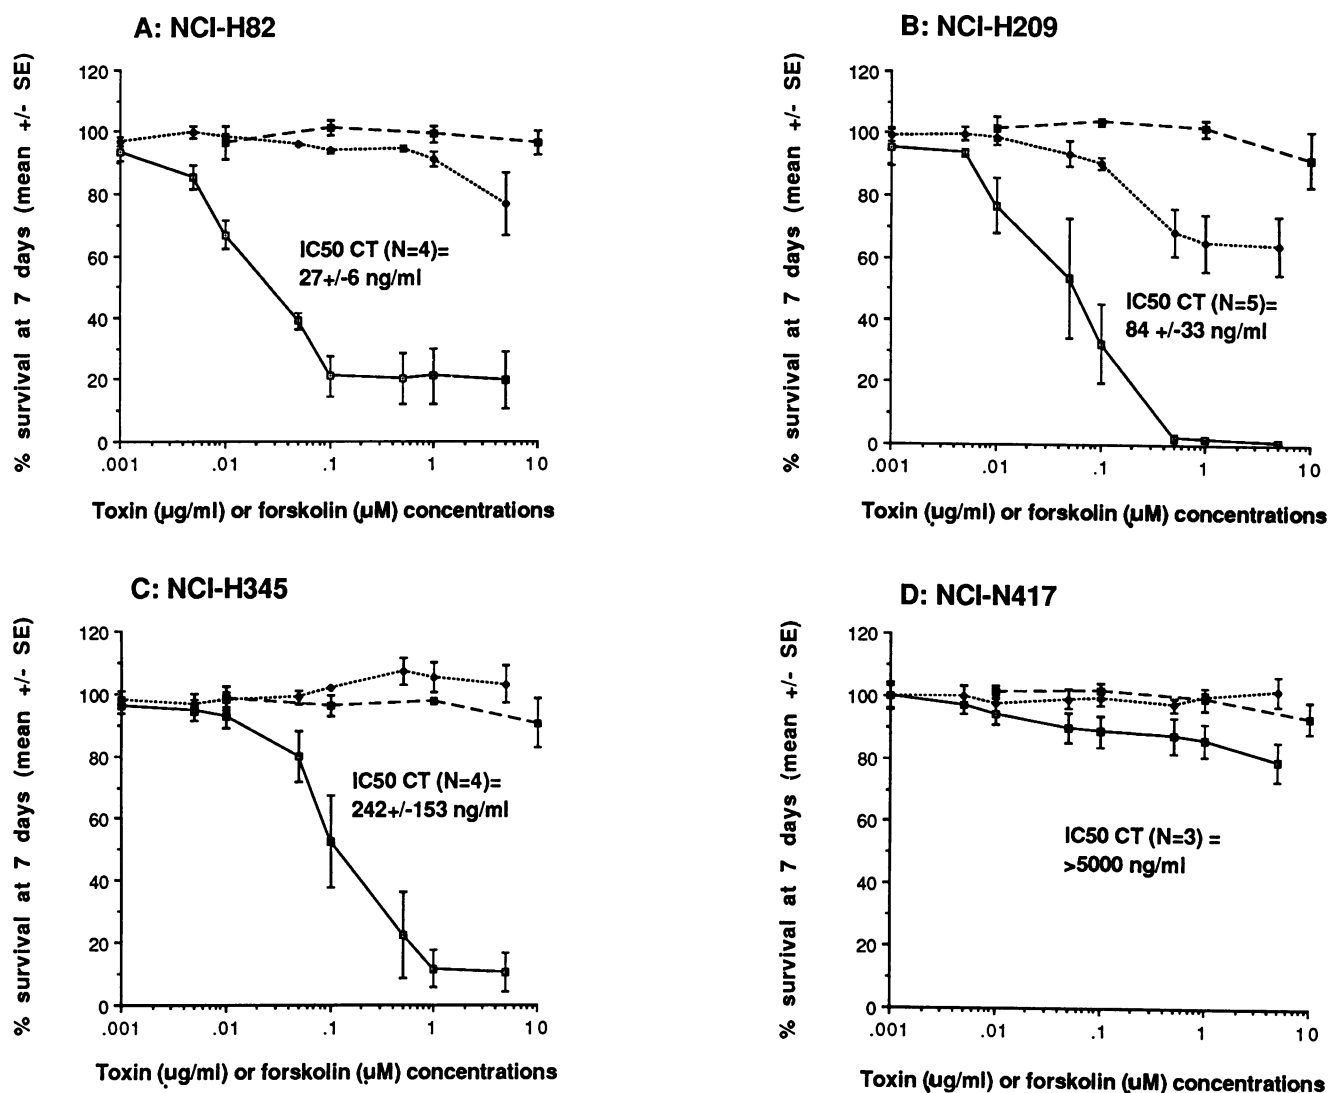 A: NCI-H82
% survival at 7 days (mean +/- SE)
120
100
80
60
40
20
0
IC50 CT (N=4)=
27+/-6 ng/ml
.001 .01 .1 1 10
Toxin (µg/ml) or forskolin (µM) concentrations
B: NCI-H209
% survival at 7 days (mean +/- SE)
120
100
80
60
40
20
0
IC50 CT (N=5)=
84 +/-33 ng/ml
.001 .01 .1 1 10
Toxin (µg/ml) or forskolin (µM) concentrations
C: NCI-H345
% survival at 7 days (mean +/- SE)
120
100
80
60
40
20
0
IC50 CT (N=4)=
242+/-153 ng/ml
.001 .01 .1 1 10
Toxin (µg/ml) or forskolin (µM) concentrations
D: NCI-N417
% survival at 7 days (mean +/- SE)
120
100
80
60
40
20
0
IC50 CT (N=3) =
>5000 ng/ml
.001 .01 .1 1 10
Toxin (µg/ml) or forskolin (uM) concentrations